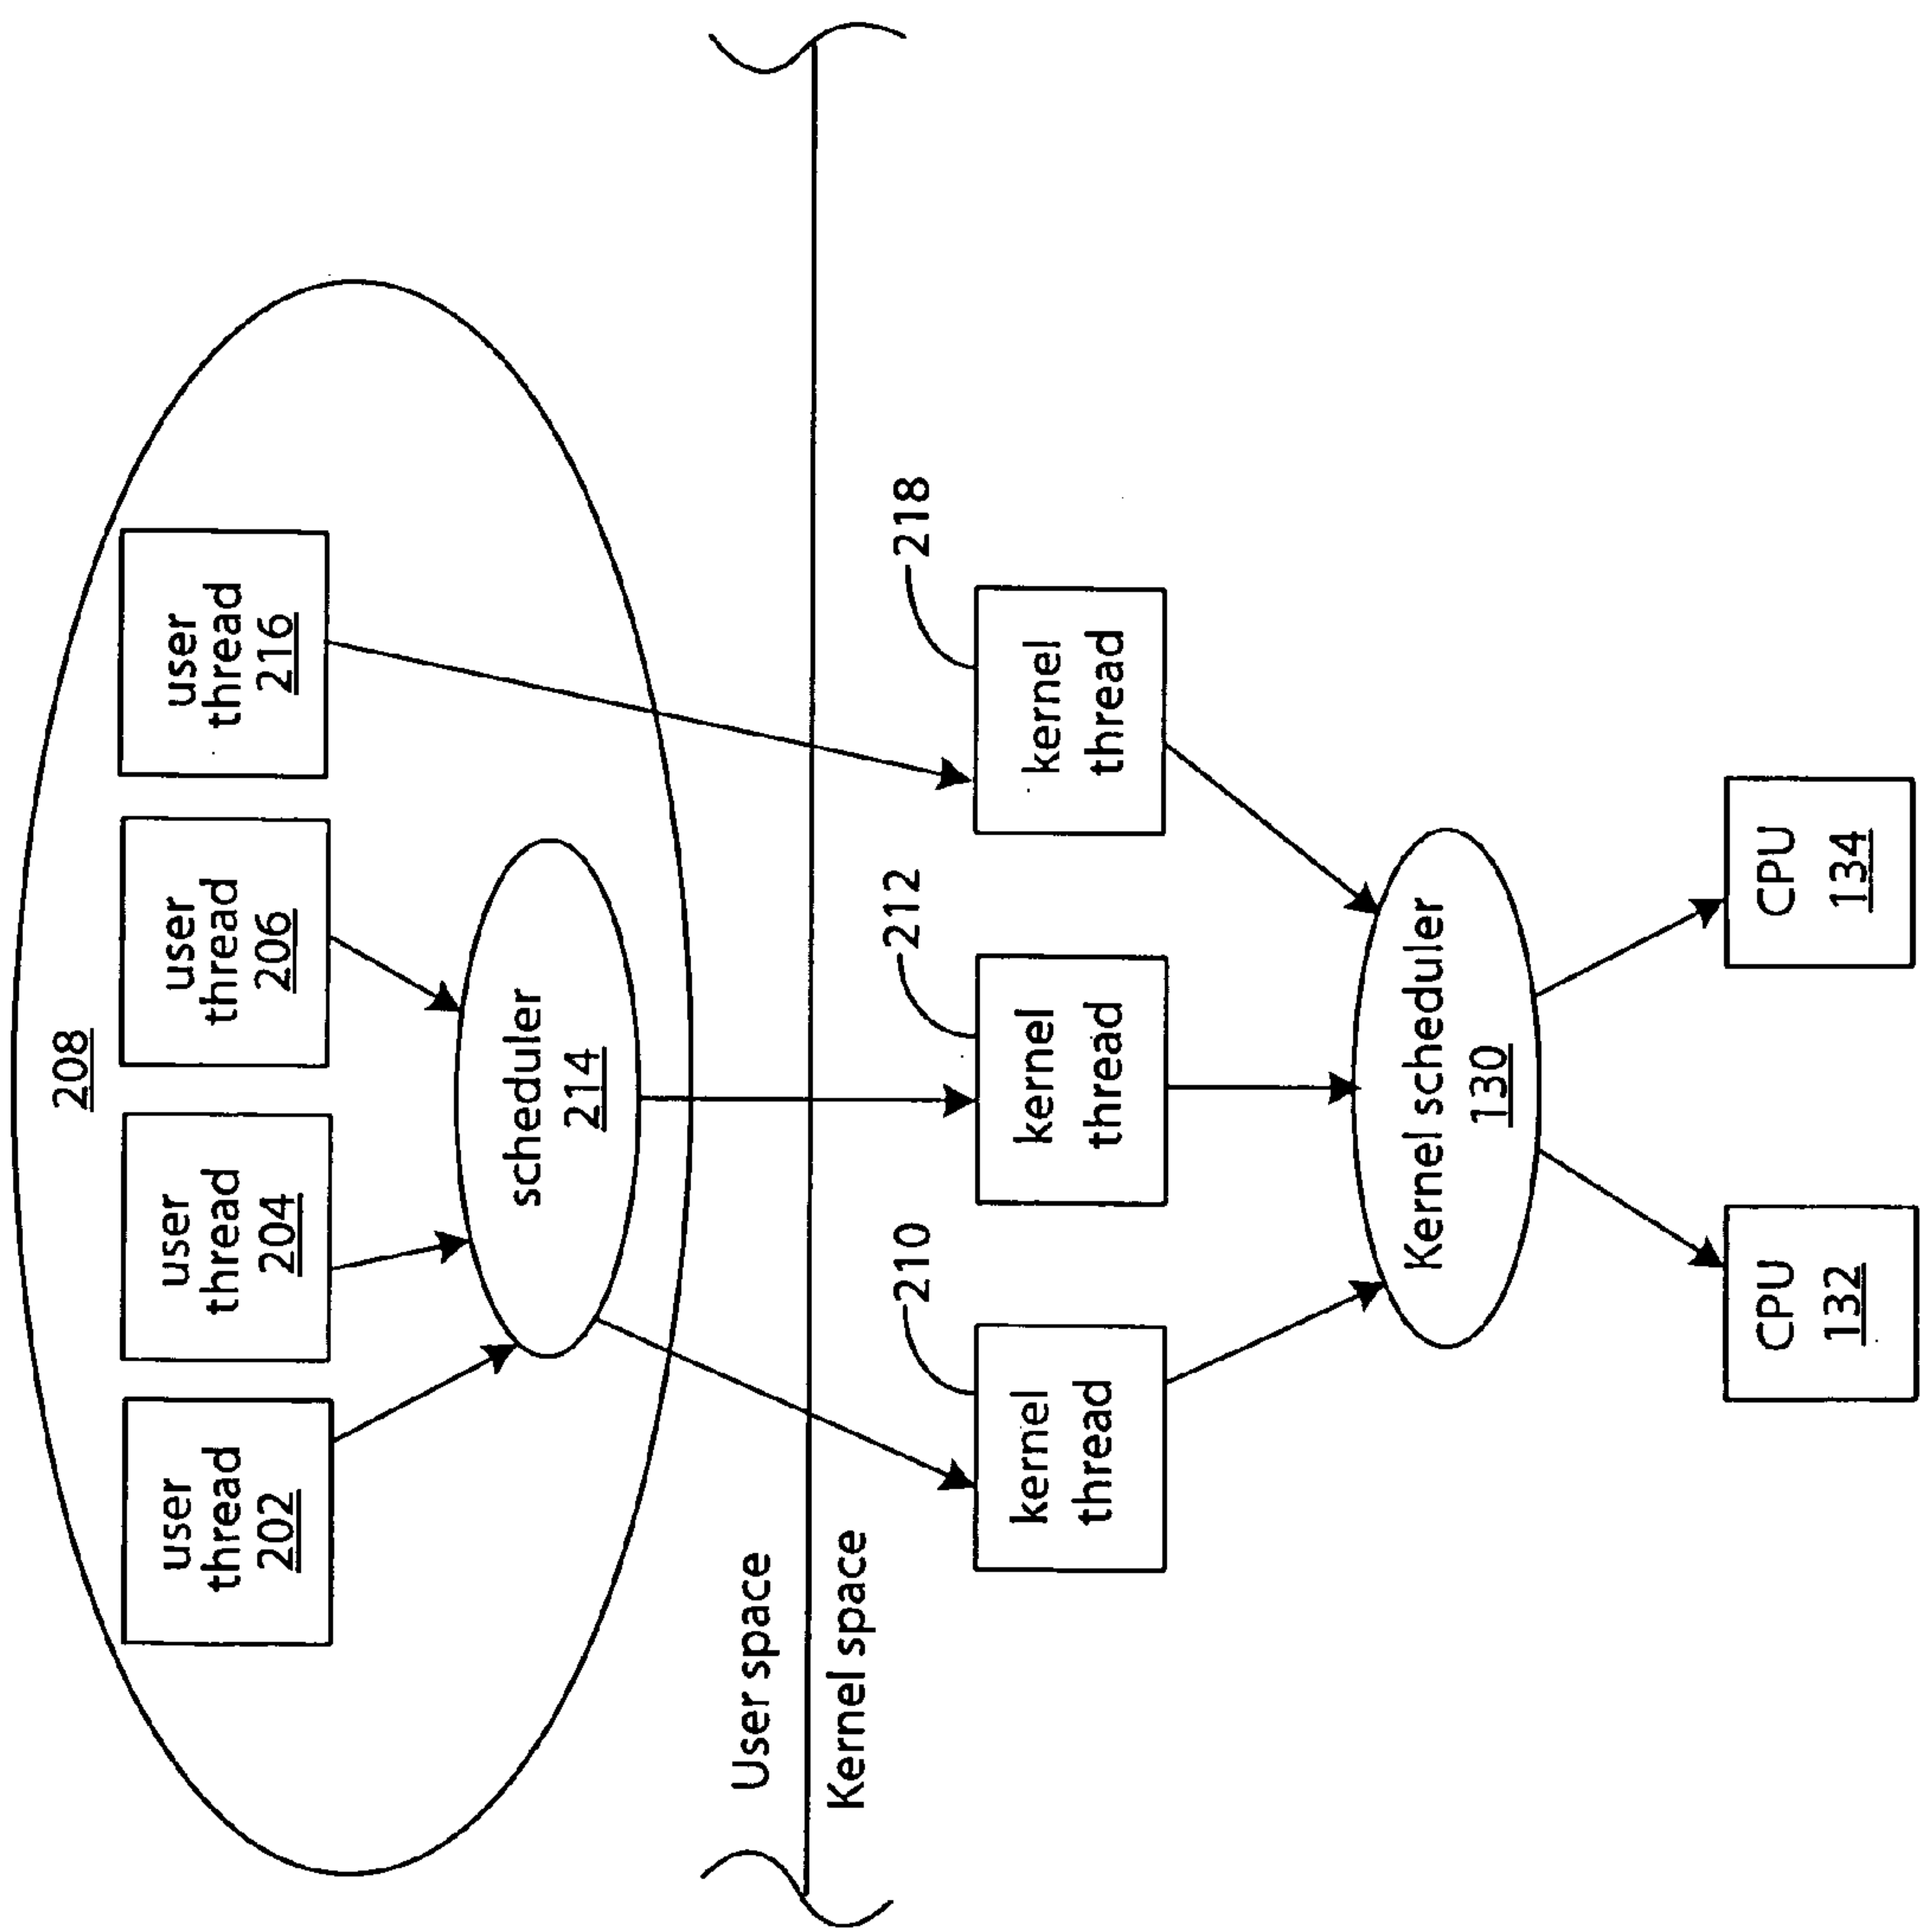 208
user
thread
202
user
thread
204
user
thread
206
user
thread
216
scheduler
214
User space
Kernel space
210
212
218
kernel
thread
kernel
thread
kernel
thread
Kernel scheduler
130
CPU
132
CPU
134